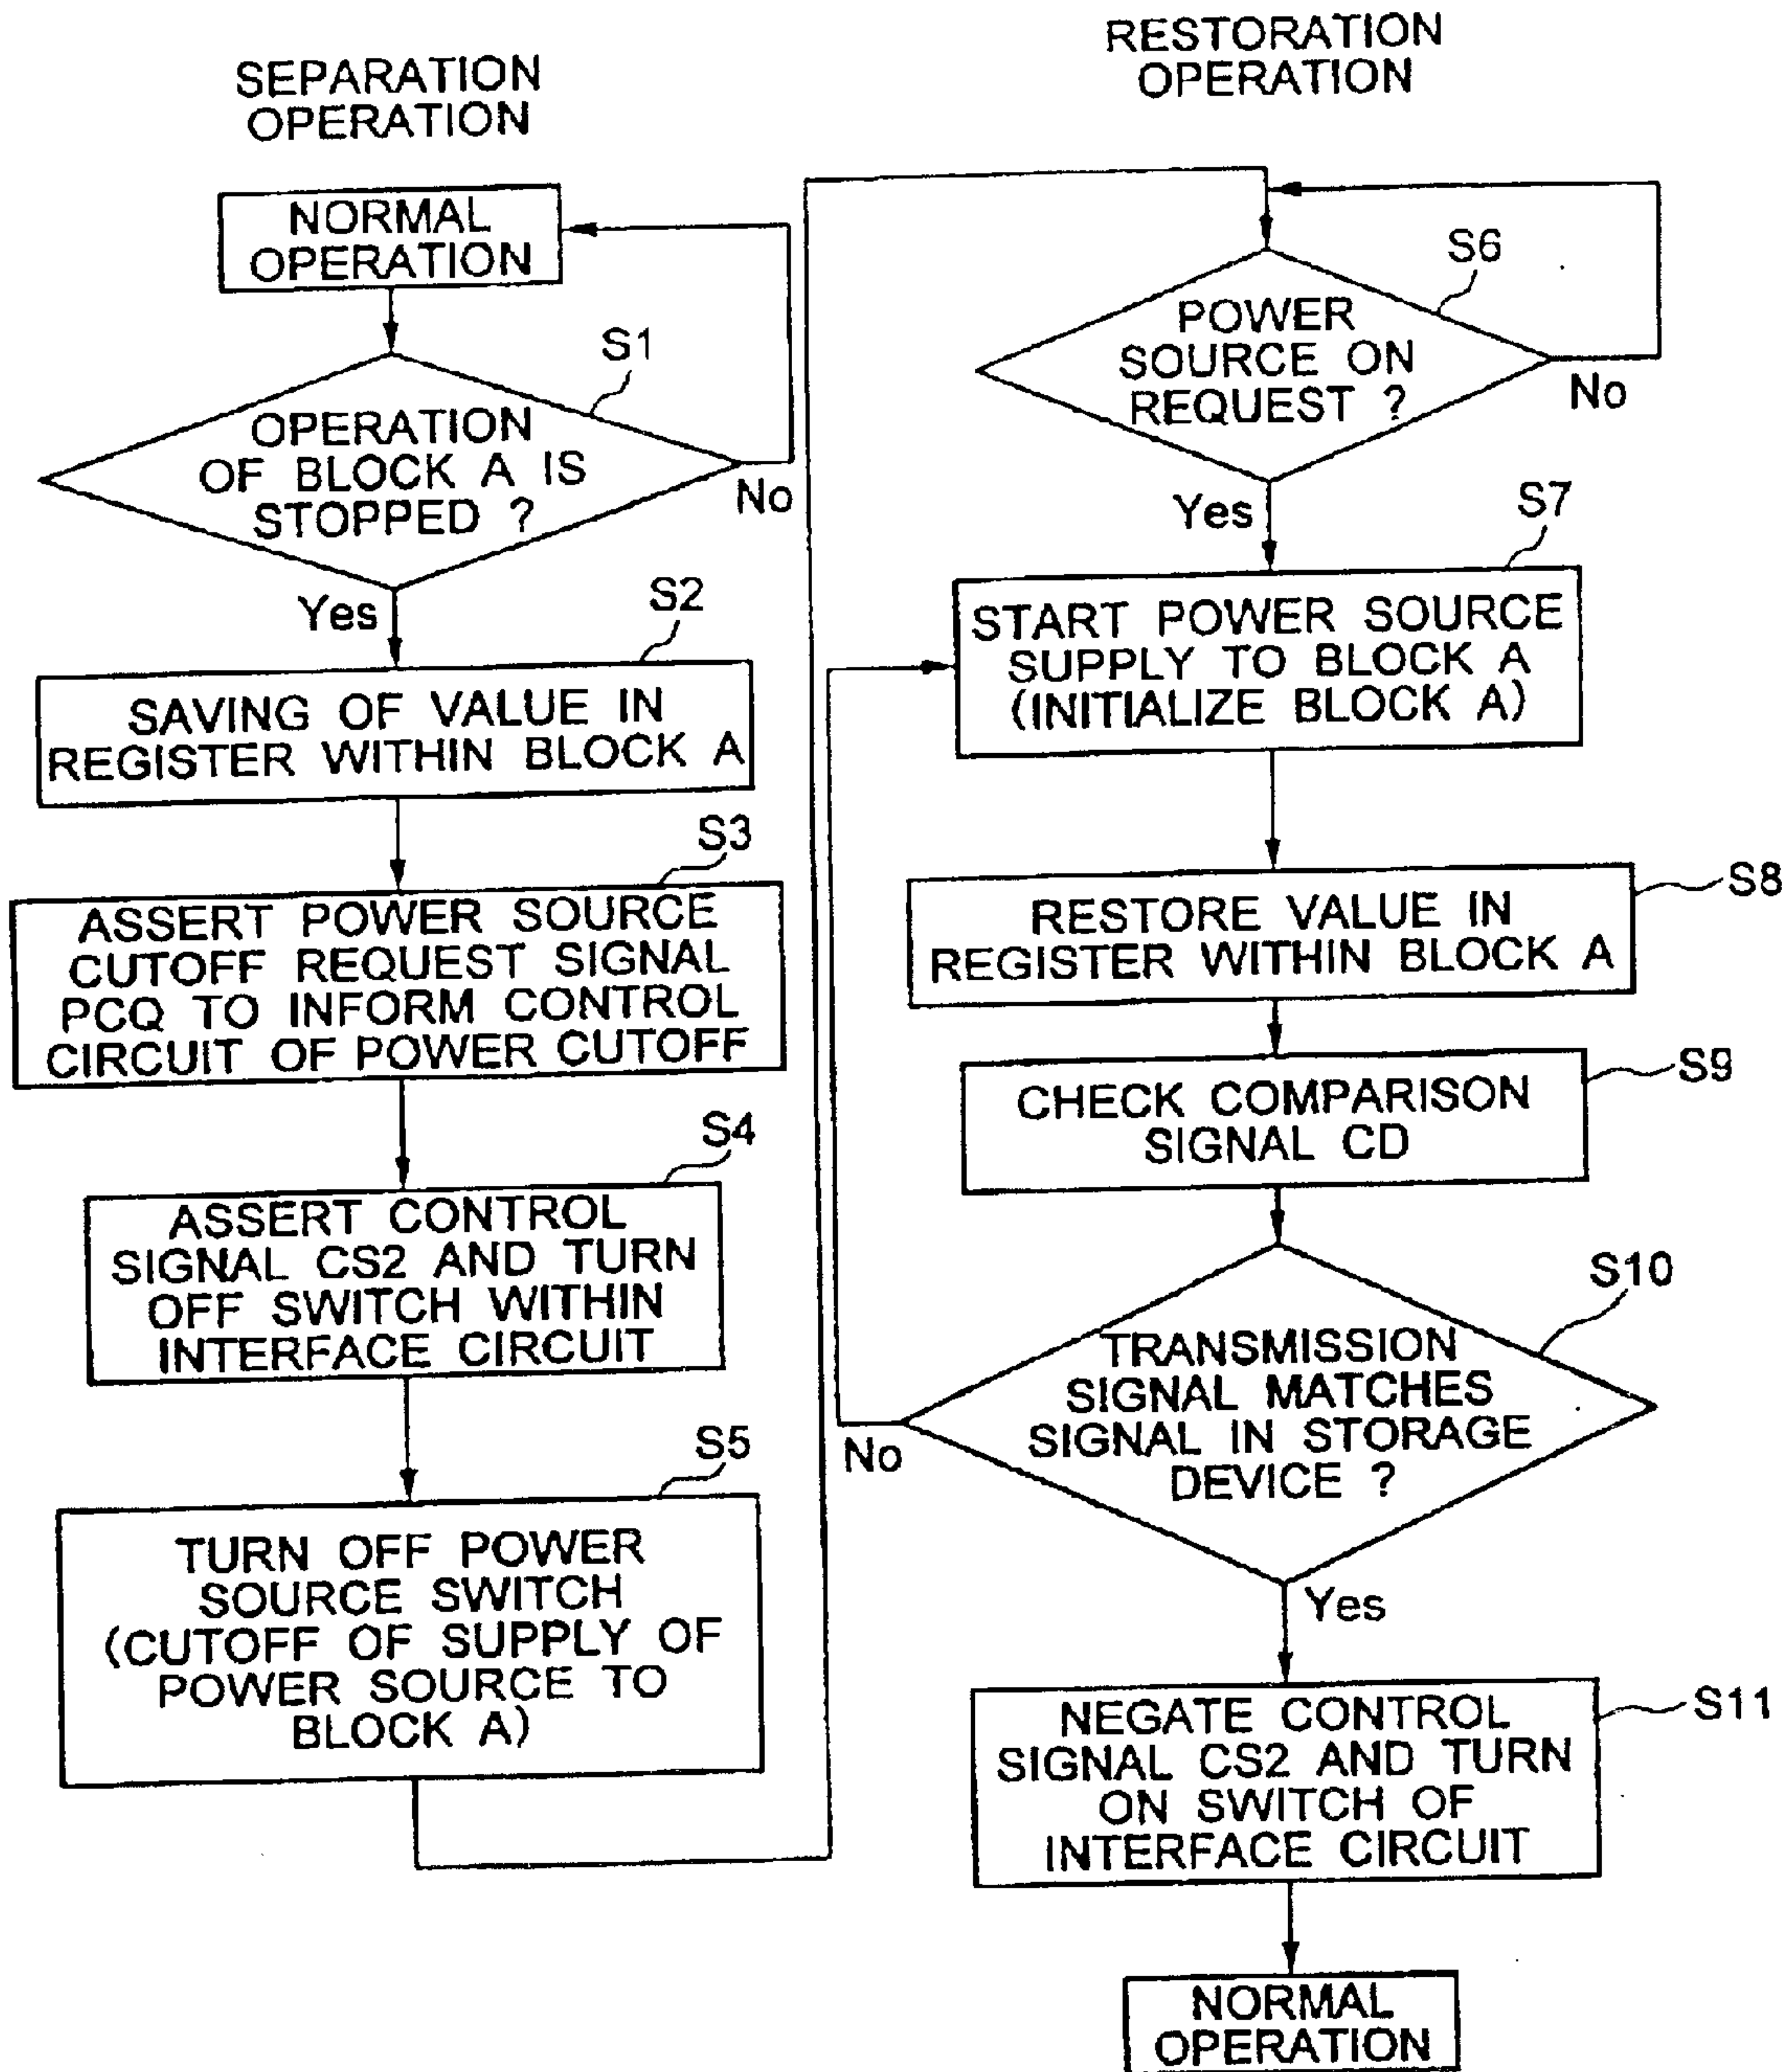 SEPARATION
OPERATION
NORMAL
OPERATION
S1
OPERATION
OF BLOCK A IS
STOPPED ?
No
Yes
S2
SAVING OF VALUE IN
REGISTER WITHIN BLOCK A
S3
ASSERT POWER SOURCE
CUTOFF REQUEST SIGNAL
PCQ TO INFORM CONTROL
CIRCUIT OF POWER CUTOFF
S4
ASSERT CONTROL
SIGNAL CS2 AND TURN
OFF SWITCH WITHIN
INTERFACE CIRCUIT
S5
TURN OFF POWER
SOURCE SWITCH
(CUTOFF OF SUPPLY OF
POWER SOURCE TO
BLOCK A)
RESTORATION
OPERATION
S6
POWER
SOURCE ON
REQUEST ?
No
Yes
S7
START POWER SOURCE
SUPPLY TO BLOCK A
(INITIALIZE BLOCK A)
S8
RESTORE VALUE IN
REGISTER WITHIN BLOCK A
S9
CHECK COMPARISON
SIGNAL CD
S10
TRANSMISSION
SIGNAL MATCHES
SIGNAL IN STORAGE
DEVICE ?
No
Yes
S11
NEGATE CONTROL
SIGNAL CS2 AND TURN
ON SWITCH OF
INTERFACE CIRCUIT
NORMAL
OPERATION